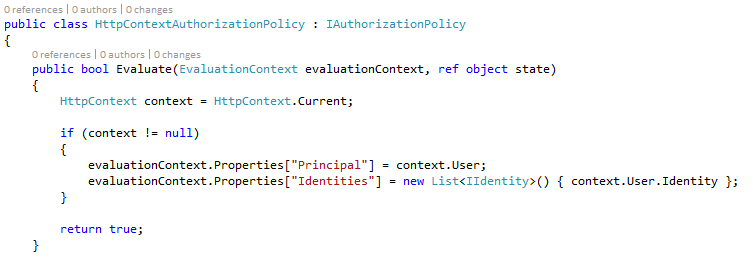 0 references | 0 authors | 0 changes
public class HttpContextAuthorizationPolicy : IAuthorizationPolicy
{
0 references | 0 authors | 0 changes
public bool Evaluate(EvaluationContext evaluationContext, ref object state)
{
HttpContext context = HttpContext.Current;
if (context != null)
{
evaluationContext.Properties["Principal"] = context.User;
evaluationContext.Properties["Identities"] = new List<IIdentity>() { context.User.Identity };
}
return true;
}